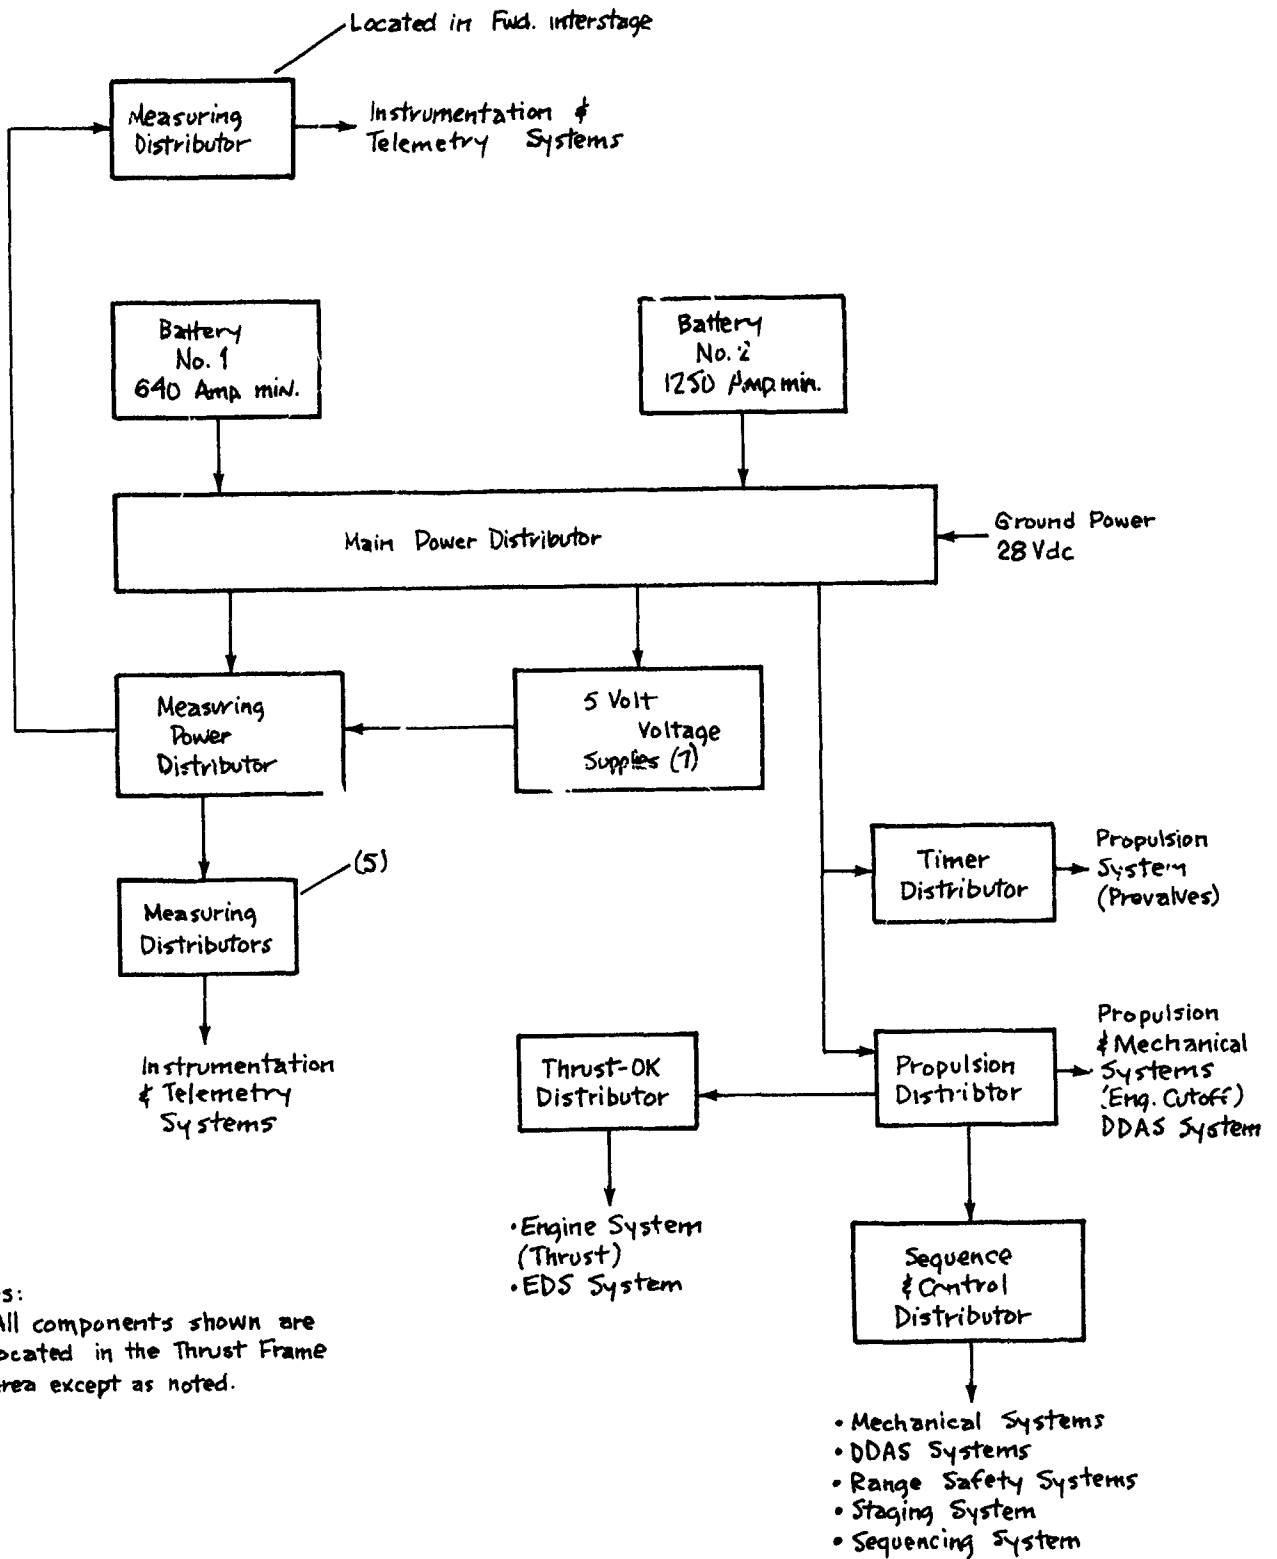 Located in Fwd. interstage
Measuring
Distributor
Instrumentation &
Telemetry Systems
Battery
No. 1
640 Amp. min.
Battery
No. 2
1250 Amp. min.
Main Power Distributor
Ground Power
28 Vdc
Measuring
Power
Distributor
5 Volt
Voltage
Supplies (7)
(5)
Measuring
Distributors
Instrumentation
& Telemetry
Systems
Timer
Distributor
Propulsion
System
(Prevalves)
Thrust-OK
Distributor
Propulsion
Distribtor
Propulsion
& Mechanical
Systems
(Eng. Cutoff)
DDAS System
• Engine System
(Thrust)
• EDS System
Sequence
& Control
Distributor
• Mechanical Systems
• DDAS Systems
• Range Safety Systems
• Staging System
• Sequencing System
es:
All components shown are
ocated in the Thrust Frame
rea except as noted.